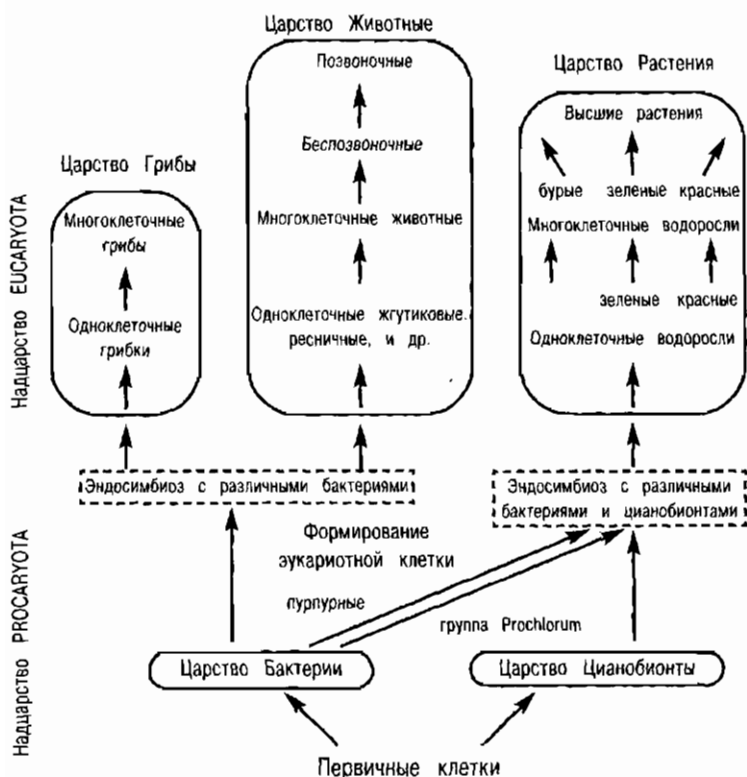 Царство Животные
Позвоночные
Беспозвоночные
Многоклеточные животные
Одноклеточные жгутиковые.
ресничные, и др.
Царство Растения
Высшие растения
бурые зеленые красные
Многоклеточные водоросли
зеленые красные
Одноклеточные водоросли
Царство Грибы
Многоклеточные
грибы
Одноклеточные
грибки
Надцарство EUCARYOTA
Эндосимбиоз с различными бактериями
Эндосимбиоз с различными
бактериями и цианобионтами
Формирование
эукариотной клетки
пурпурные
группа Prochlorum
Надцарство PROCARYOTA
Царство Бактерии
Царство Цианобионты
Первичные клетки